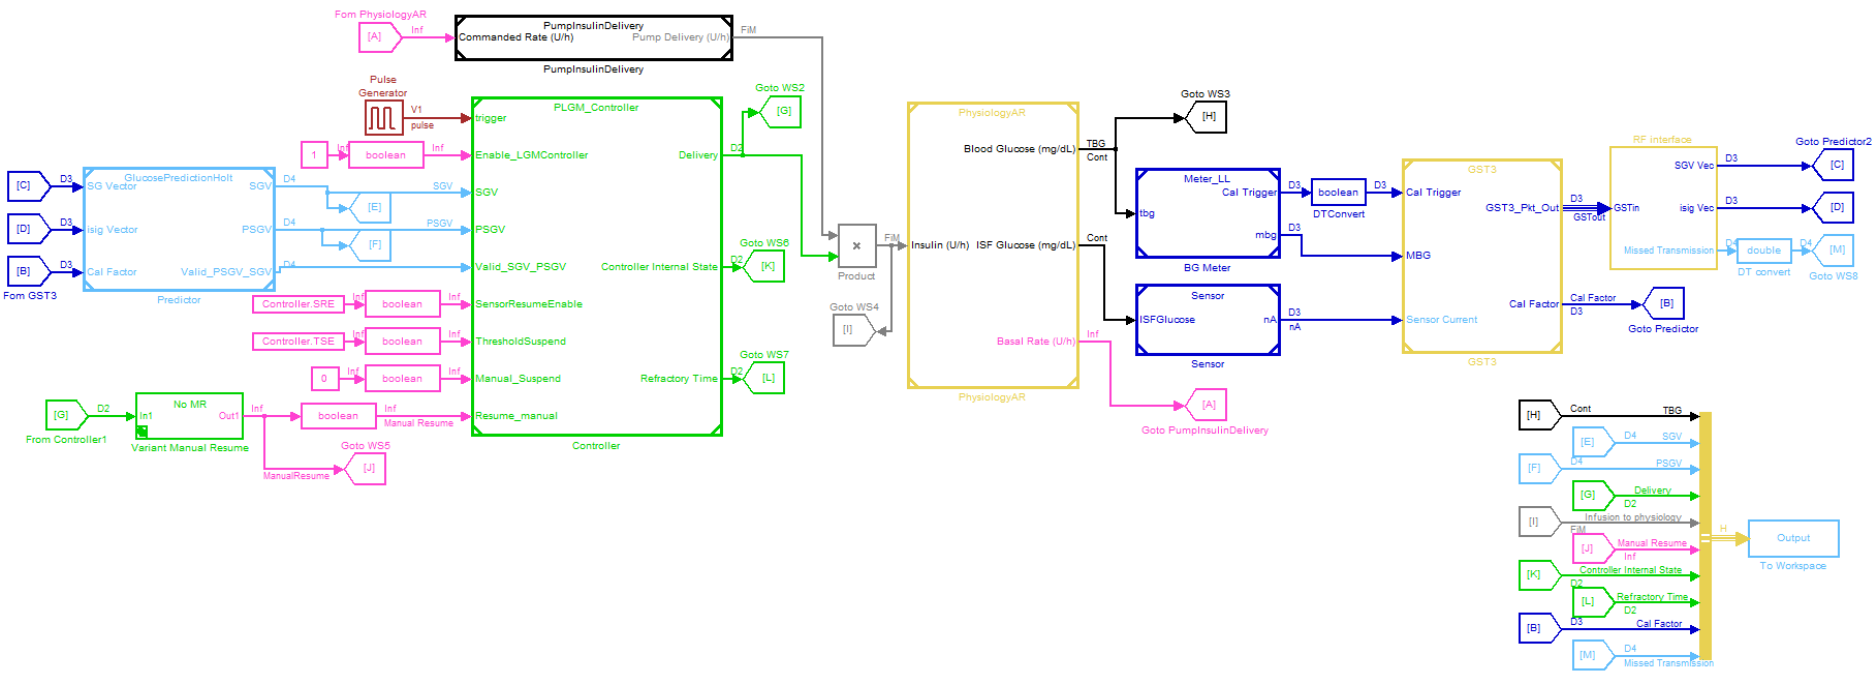 Fom PhysiologyAR
[A]
Inf
PumpInsulinDelivery
Commanded Rate (U/h)
Pump Delivery (U/h)
FiM
PumpInsulinDelivery
Pulse
Generator
V1
pulse
PLGM_Controller
trigger
Enable_LGMController
SGV
PSGV
Valid_SGV_PSGV
SensorResumeEnable
ThresholdSuspend
Manual_Suspend
Resume_manual
Delivery
Controller Internal State
Refractory Time
Controller
1
Inf
boolean
Inf
[C]
D3
[D]
D3
[B]
D3
Fom GST3
GlucosePredictionHolt
SG Vector
isig Vector
Cal Factor
SGV
PSGV
Valid_PSGV_SGV
Predictor
D4
SGV
[E]
D4
PSGV
[F]
D4
Controller.SRE
Inf
boolean
Inf
Controller.TSE
Inf
boolean
Inf
0
Inf
boolean
Inf
[G]
D2
From Controller1
No MR
In1
Out1
Variant Manual Resume
Inf
boolean
Inf
Manual Resume
Goto WS5
[J]
ManualResume
Goto WS2
[G]
D2
Goto WS6
D2
[K]
Goto WS7
D2
[L]
×
Product
FiM
Goto WS4
[I]
PhysiologyAR
Blood Glucose (mg/dL)
Insulin (U/h)
ISF Glucose (mg/dL)
Basal Rate (U/h)
PhysiologyAR
TBG
Cont
Cont
Inf
Goto WS3
[H]
[A]
Goto PumpInsulinDelivery
Meter_LL
Cal Trigger
tbg
mbg
BG Meter
D3
boolean
D3
DTConvert
D3
Sensor
ISFGlucose
nA
Sensor
D3
nA
GST3
Cal Trigger
GST3_Pkt_Out
MBG
Cal Factor
Sensor Current
GST3
D3
GSTout
Cal Factor
D3
[B]
Goto Predictor
RF interface
SGV Vec
GSTin
isig Vec
Missed Transmission
D3
Goto Predictor2
[C]
D3
[D]
D4
double
D4
[M]
DT convert
Goto WS8
[H]
Cont
TBG
[E]
D4
SGV
[F]
D4
PSGV
[G]
Delivery
D2
[I]
Infusion to physiology
FiM
[J]
Manual Resume
Inf
[K]
Controller Internal State
D2
[L]
Refractory Time
D2
[B]
D3
Cal Factor
[M]
D4
Missed Transmission
H
Output
To Workspace